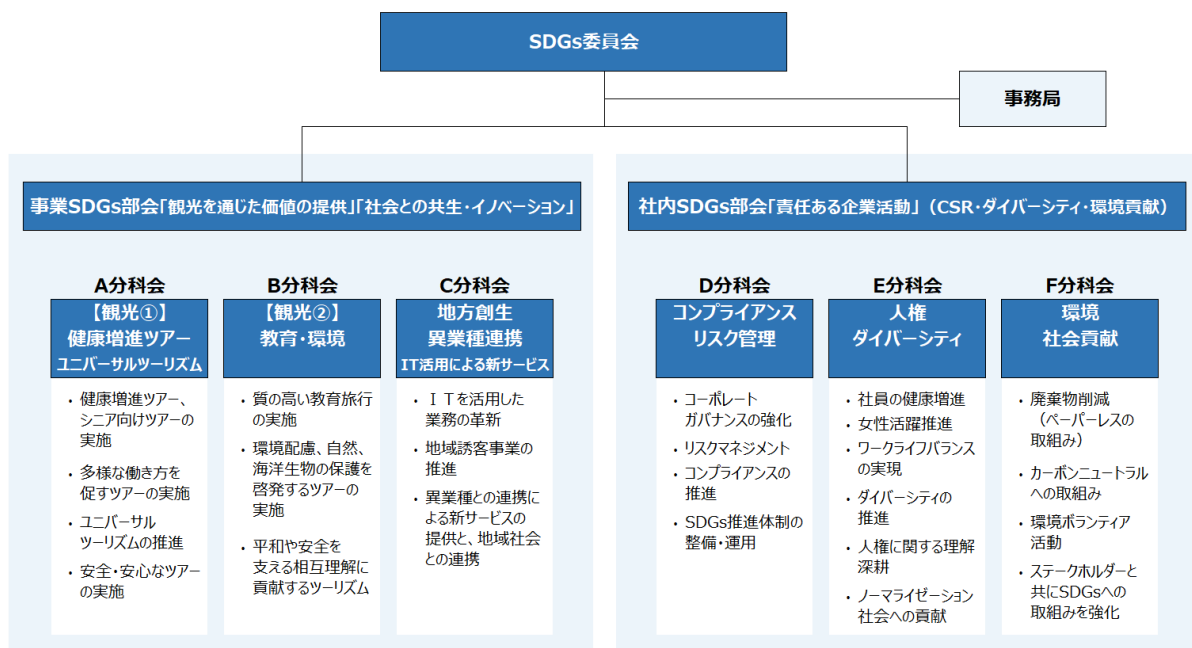 SDGs委員会
事務局
事業SDGs部会「観光を通じた価値の提供」「社会との共生・イノベーション」
A分科会
【観光①】
健康増進ツアー
ユニバーサルツーリズム
・健康増進ツアー、
シニア向けツアーの
実施
・多様な働き方を
促すツアーの実施
・ユニバーサル
ツーリズムの推進
・安全・安心なツアー
の実施
B分科会
【観光②】
教育・環境
・質の高い教育旅行
の実施
・環境配慮、自然、
海洋生物の保護を
啓発するツアーの
実施
・平和や安全を
支える相互理解に
貢献するツーリズム
C分科会
地方創生
異業種連携
IT活用による新サービス
・ＩＴを活用した
業務の革新
・地域誘客事業の
推進
・異業種との連携に
よる新サービスの
提供と、地域社会
との連携
社内SDGs部会「責任ある企業活動」（CSR・ダイバーシティ・環境貢献）
D分科会
コンプライアンス
リスク管理
・コーポレート
ガバナンスの強化
・リスクマネジメント
・コンプライアンスの
推進
・SDGs推進体制の
整備・運用
E分科会
人権
ダイバーシティ
・社員の健康増進
・女性活躍推進
・ワークライフバランス
の実現
・ダイバーシティの
推進
・人権に関する理解
深耕
・ノーマライゼーション
社会への貢献
F分科会
環境
社会貢献
・廃棄物削減
（ペーパーレスの
取組み）
・カーボンニュートラル
への取組み
・環境ボランティア
活動
・ステークホルダーと
共にSDGsへの
取組みを強化